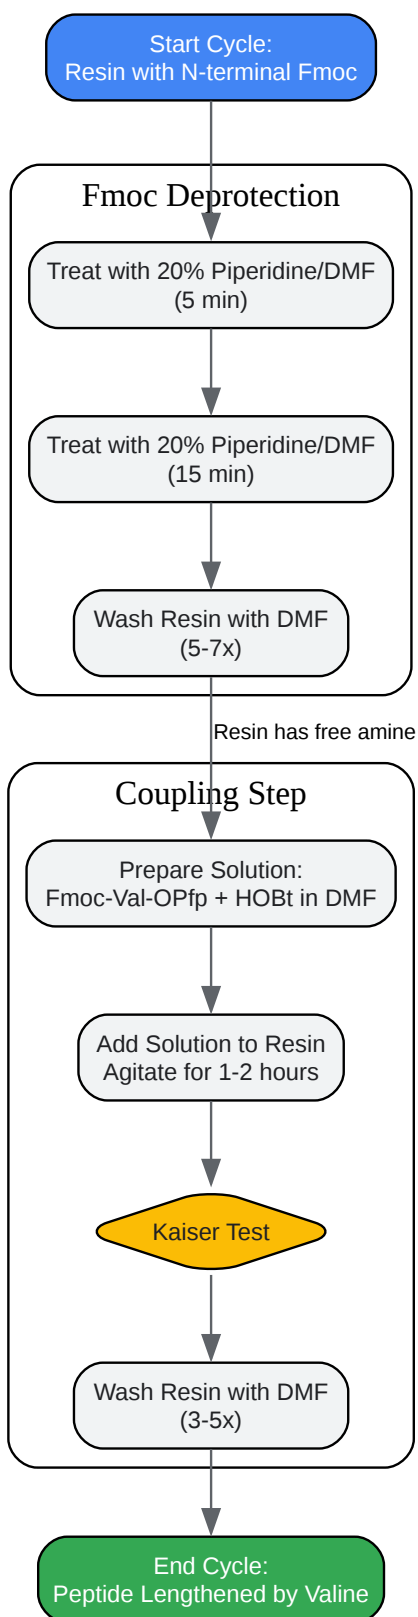 Start Cycle:
Resin with N-terminal Fmoc
Fmoc Deprotection
Treat with 20% Piperidine/DMF
(5 min)
Treat with 20% Piperidine/DMF
(15 min)
Wash Resin with DMF
(5-7x)
Resin has free amine
Coupling Step
Prepare Solution:
Fmoc-Val-OPfp + HOBt in DMF
Add Solution to Resin
Agitate for 1-2 hours
Kaiser Test
Wash Resin with DMF
(3-5x)
End Cycle:
Peptide Lengthened by Valine